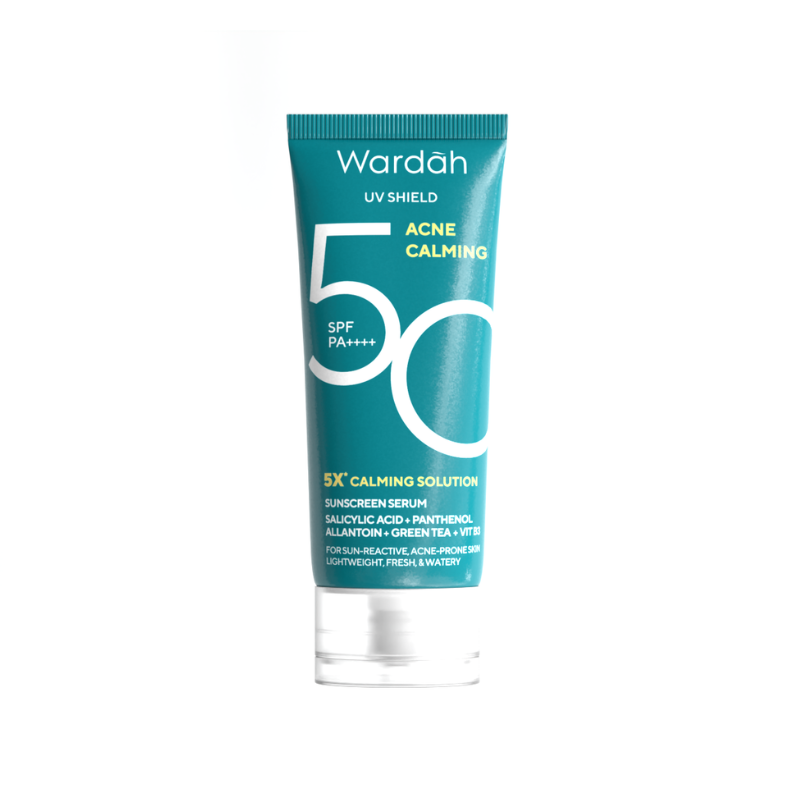 Wardãh
UV SHIELD
ACNE
CALMING
50
SPF
PA++++
5X* CALMING SOLUTION
SUNSCREEN SERUM
SALICYLIC ACID + PANTHENOL
ALLANTOIN + GREEN TEA + VIT B3
FOR SUN-REACTIVE, ACNE-PRONE SKIN
LIGHTWEIGHT, FRESH, & WATERY